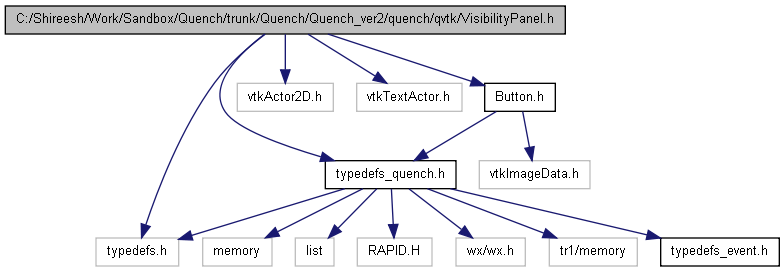 C:/Shireesh/Work/Sandbox/Quench/trunk/Quench/Quench_ver2/quench/qvtk/VisibilityPanel.h
vtkActor2D.h
vtkTextActor.h
Button.h
typedefs_quench.h
vtkImageData.h
typedefs.h
memory
list
RAPID.H
wx/wx.h
tr1/memory
typedefs_event.h